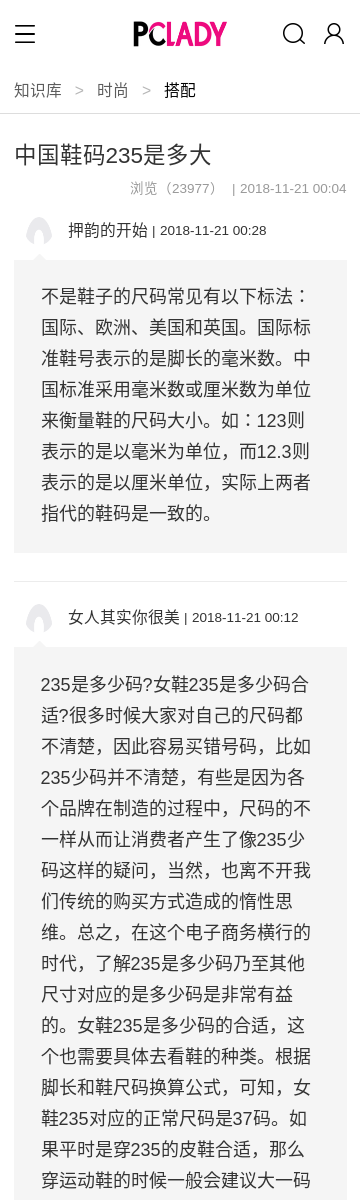 PCLADY
知识库 > 时尚 > 搭配
中国鞋码235是多大
浏览（23977） | 2018-11-21 00:04
押韵的开始 | 2018-11-21 00:28
不是鞋子的尺码常见有以下标法：
国际、欧洲、美国和英国。国际标
准鞋号表示的是脚长的毫米数。中
国标准采用毫米数或厘米数为单位
来衡量鞋的尺码大小。如：123则
表示的是以毫米为单位，而12.3则
表示的是以厘米单位，实际上两者
指代的鞋码是一致的。
女人其实你很美 | 2018-11-21 00:12
235是多少码?女鞋235是多少码合
适?很多时候大家对自己的尺码都
不清楚，因此容易买错号码，比如
235少码并不清楚，有些是因为各
个品牌在制造的过程中，尺码的不
一样从而让消费者产生了像235少
码这样的疑问，当然，也离不开我
们传统的购买方式造成的惰性思
维。总之，在这个电子商务横行的
时代，了解235是多少码乃至其他
尺寸对应的是多少码是非常有益
的。女鞋235是多少码的合适，这
个也需要具体去看鞋的种类。根据
脚长和鞋尺码换算公式，可知，女
鞋235对应的正常尺码是37码。如
果平时是穿235的皮鞋合适，那么
穿运动鞋的时候一般会建议大一码